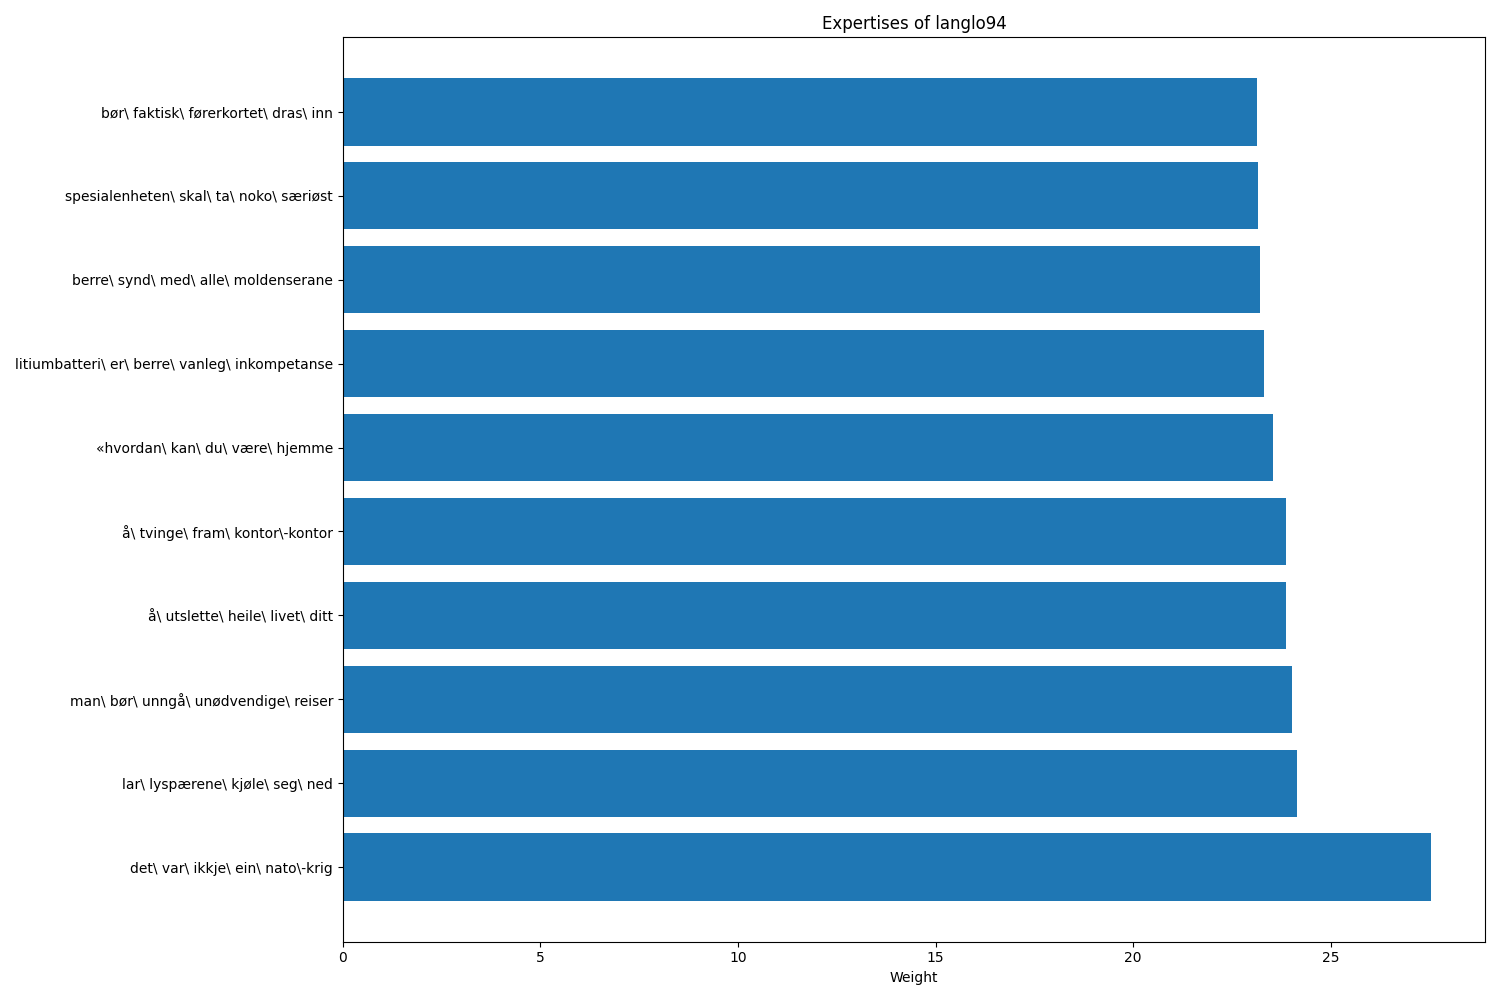 Expertises of langlo94
bør\ faktisk\ førerkortet\ dras\ inn
spesialenheten\ skal\ ta\ noko\ særiøst
berre\ synd\ med\ alle\ moldenserane
litiumbatteri\ er\ berre\ vanleg\ inkompetanse
«hvordan\ kan\ du\ være\ hjemme
å\ tvinge\ fram\ kontor\-kontor
å\ utslette\ heile\ livet\ ditt
man\ bør\ unngå\ unødvendige\ reiser
lar\ lyspærene\ kjøle\ seg\ ned
det\ var\ ikkje\ ein\ nato\-krig
0 5 10 15 20 25
Weight